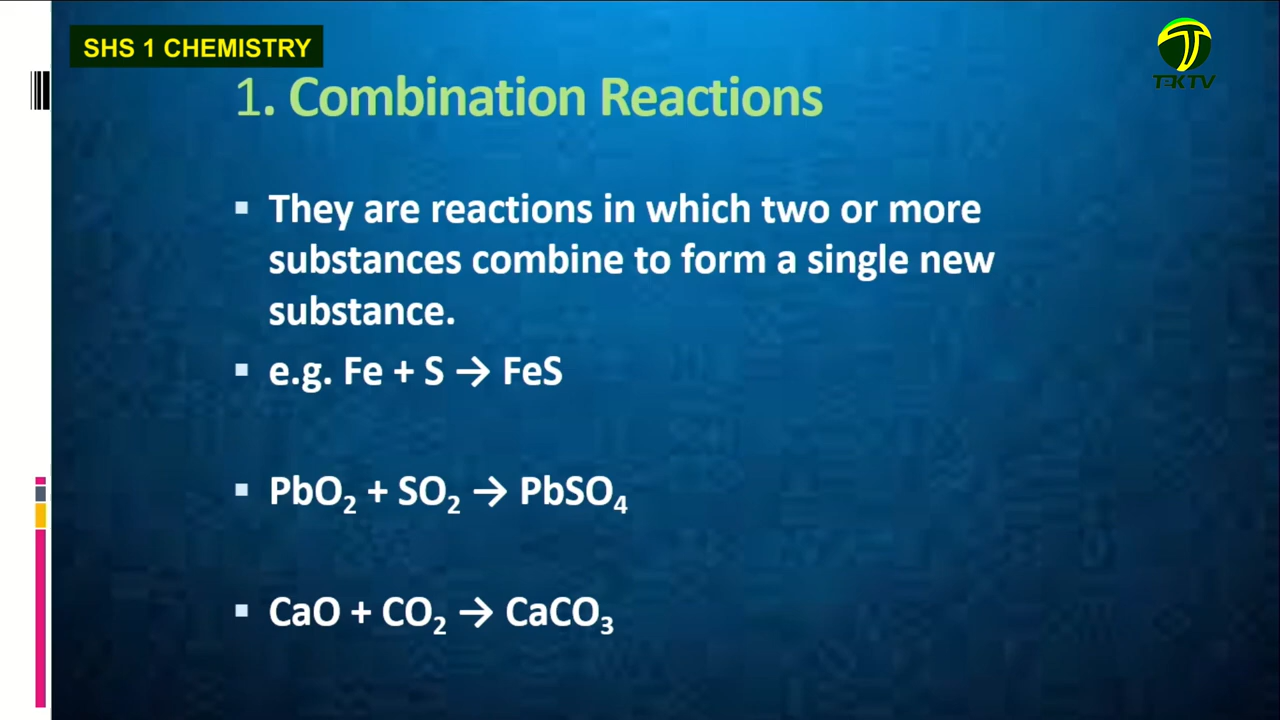 SHS 1 CHEMISTRY
TEKTV
1. Combination Reactions
▪ They are reactions in which two or more
substances combine to form a single new
substance.
▪ e.g. Fe + S → FeS
▪ PbO₂ + SO₂ → PbSO₄
▪ CaO + CO₂ → CaCO₃